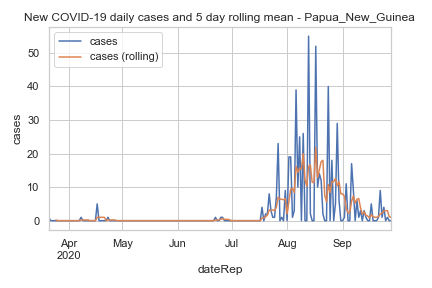 New COVID-19 daily cases and 5 day rolling mean - Papua_New_Guinea
cases
cases (rolling)
50
40
30
20
10
0
cases
Apr
2020
May
Jun
Jul
Aug
Sep
dateRep